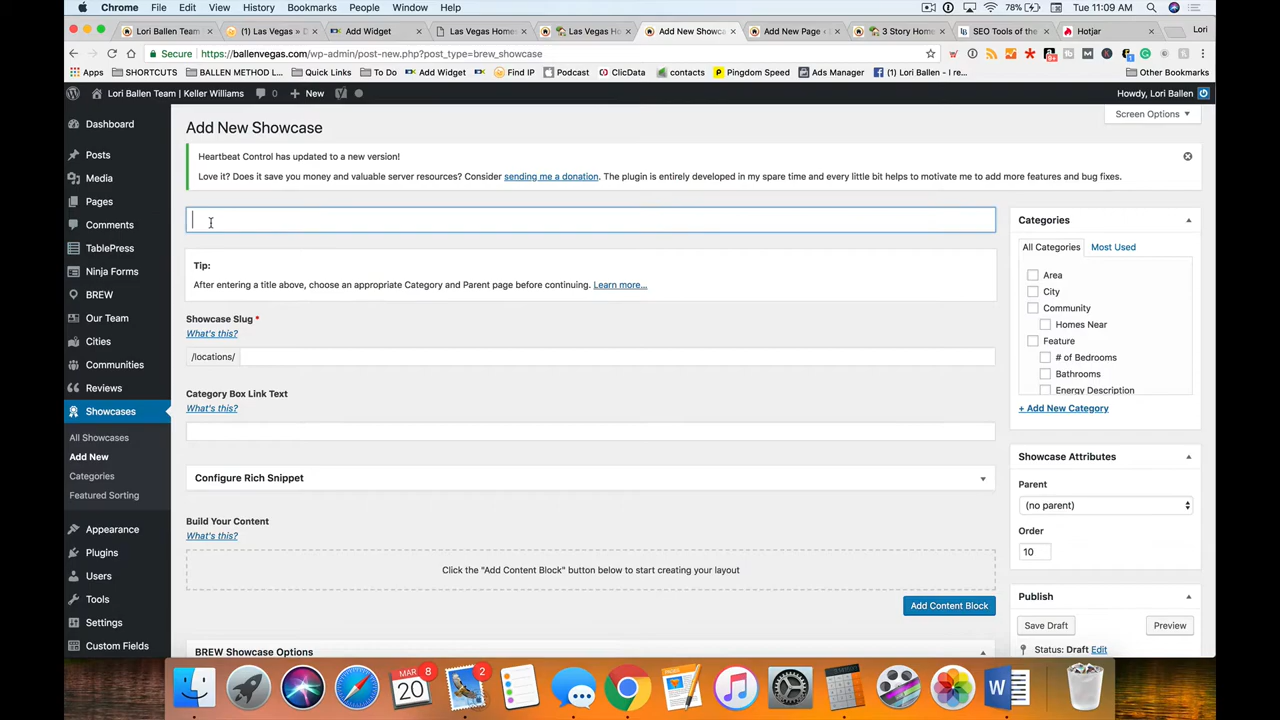 Chrome File Edit View History Bookmarks People Window Help 78% Tue 11:09 AM
Lori Ballen Team (1) Las Vegas » D Add Widget Las Vegas Homes Las Vegas H Add New Showca Add New Page 3 Story Home SEO Tools of the Hotjar Lori
Secure https://ballenvegas.com/wp-admin/post-new.php?post_type=brew_showcase
Apps SHORTCUTS BALLEN METHOD L... Quick Links To Do Add Widget Find IP Podcast ClicData contacts Pingdom Speed Ads Manager (1) Lori Ballen - I re... Other Bookmarks
Lori Ballen Team | Keller Williams 0 New Howdy, Lori Ballen
Screen Options
Dashboard
Posts
Media
Pages
Comments
TablePress
Ninja Forms
BREW
Our Team
Cities
Communities
Reviews
Showcases
All Showcases
Add New
Categories
Featured Sorting
Appearance
Plugins
Users
Tools
Settings
Custom Fields
Add New Showcase
Heartbeat Control has updated to a new version!
Love it? Does it save you money and valuable server resources? Consider sending me a donation. The plugin is entirely developed in my spare time and every little bit helps to motivate me to add more features and bug fixes.
Tip:
After entering a title above, choose an appropriate Category and Parent page before continuing. Learn more...
Showcase Slug *
What's this?
/locations/
Category Box Link Text
What's this?
Configure Rich Snippet
Build Your Content
What's this?
Click the "Add Content Block" button below to start creating your layout
Add Content Block
BREW Showcase Options
Categories
All Categories Most Used
Area
City
Community
Homes Near
Feature
# of Bedrooms
Bathrooms
Energy Description
+ Add New Category
Showcase Attributes
Parent
(no parent)
Order
10
Publish
Save Draft Preview
Status: Draft Edit
MAR
20
8
2
W